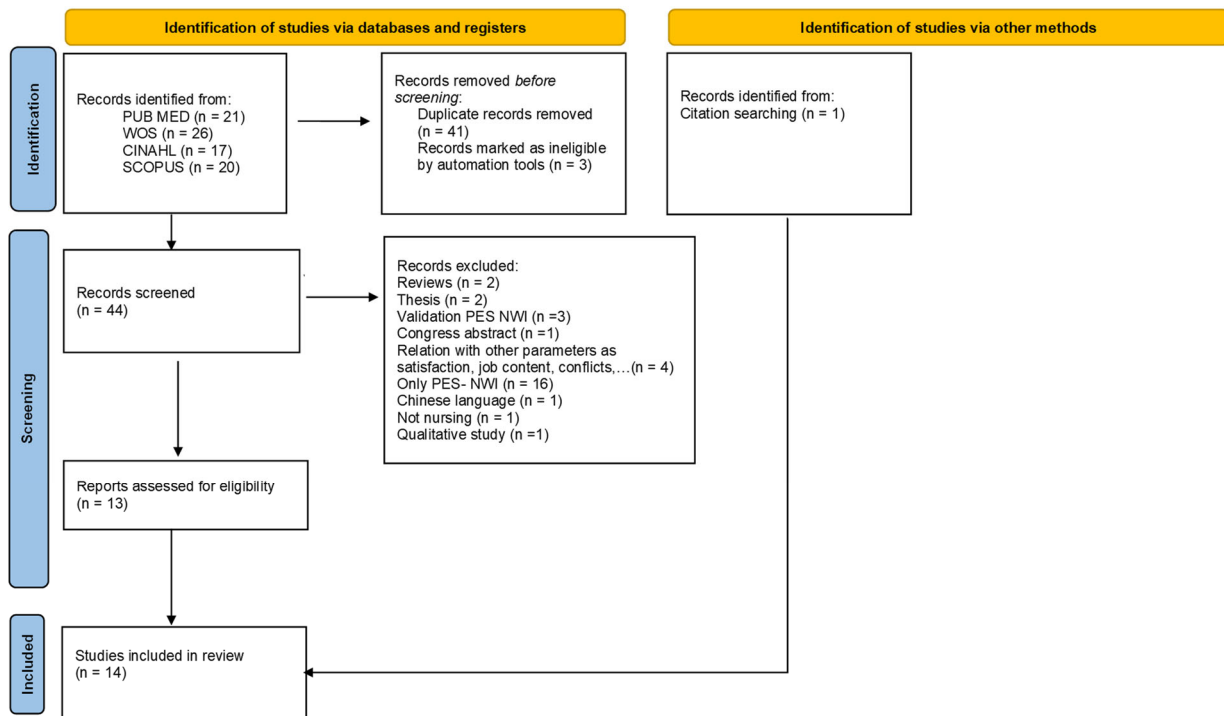 Identification of studies via databases and registers
Identification of studies via other methods
Identification
Records identified from:
PUB MED (n = 21)
WOS (n = 26)
CINAHL (n = 17)
SCOPUS (n = 20)
Records removed before
screening:
Duplicate records removed
(n = 41)
Records marked as ineligible
by automation tools (n = 3)
Records identified from:
Citation searching (n = 1)
Screening
Records screened
(n = 44)
Records excluded:
Reviews (n = 2)
Thesis (n = 2)
Validation PES NWI (n =3)
Congress abstract (n =1)
Relation with other parameters as
satisfaction, job content, conflicts,...(n = 4)
Only PES- NWI (n = 16)
Chinese language (n = 1)
Not nursing (n = 1)
Qualitative study (n =1)
Reports assessed for eligibility
(n = 13)
Included
Studies included in review
(n = 14)